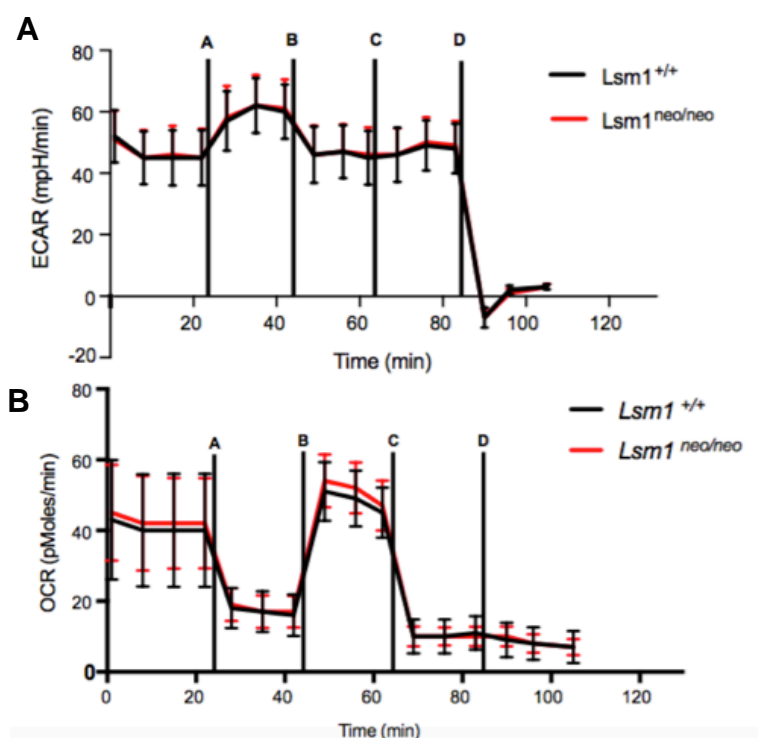 A
80
60
40
20
0
-20
ECAR (mpH/min)
A B C D
Lsm1+/+
Lsm1neo/neo
20 40 60 80 100 120
Time (min)
B
80
60
40
20
0
OCR (pMoles/min)
A B C D
Lsm1 +/+
Lsm1 neo/neo
0 20 40 60 80 100 120
Time (min)